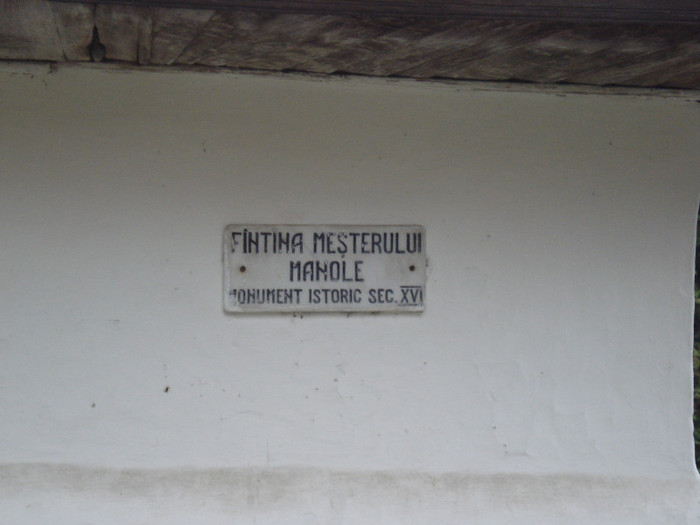 FÎNTINA MEȘTERULUI
MANOLE
MONUMENT ISTORIC SEC. XVI